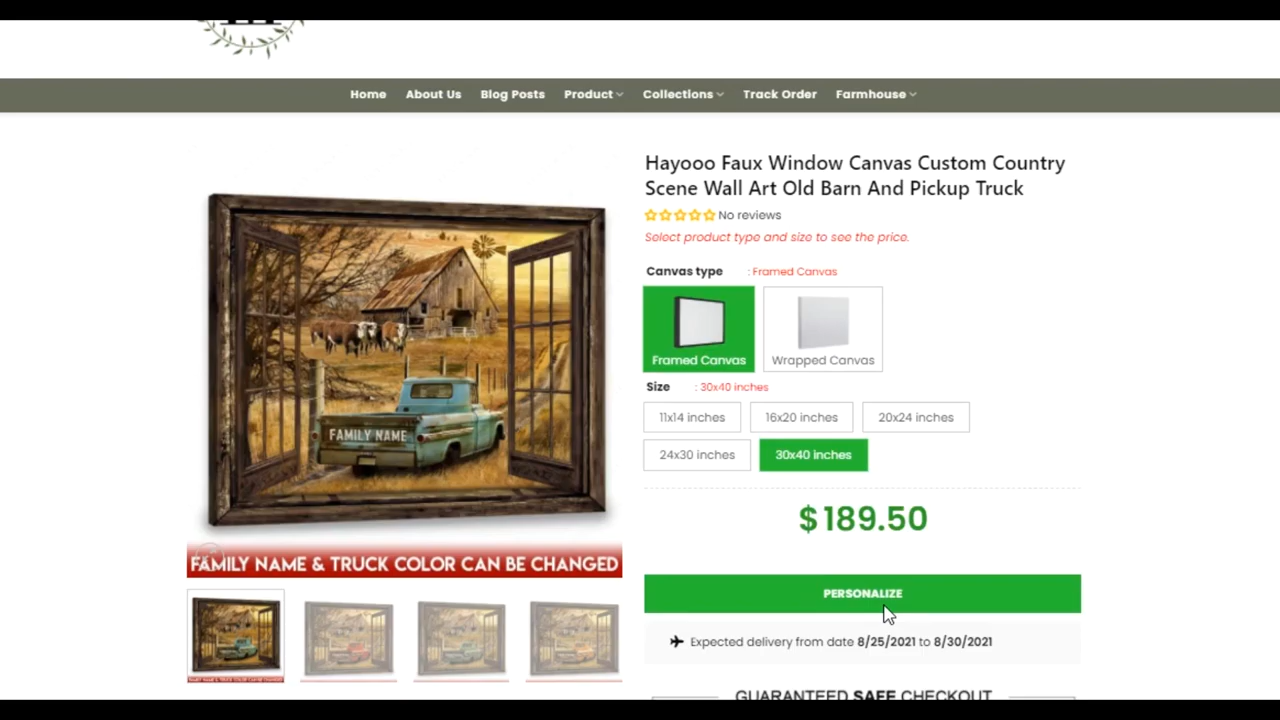 Home About Us Blog Posts Product Collections Track Order Farmhouse
Hayooo Faux Window Canvas Custom Country
Scene Wall Art Old Barn And Pickup Truck
No reviews
Select product type and size to see the price.
Canvas type : Framed Canvas
Framed Canvas Wrapped Canvas
Size : 30x40 inches
11x14 inches 16x20 inches 20x24 inches
24x30 inches 30x40 inches
$189.50
PERSONALIZE
Expected delivery from date 8/25/2021 to 8/30/2021
GUARANTEED SAFE CHECKOUT
FAMILY NAME
FAMILY NAME & TRUCK COLOR CAN BE CHANGED